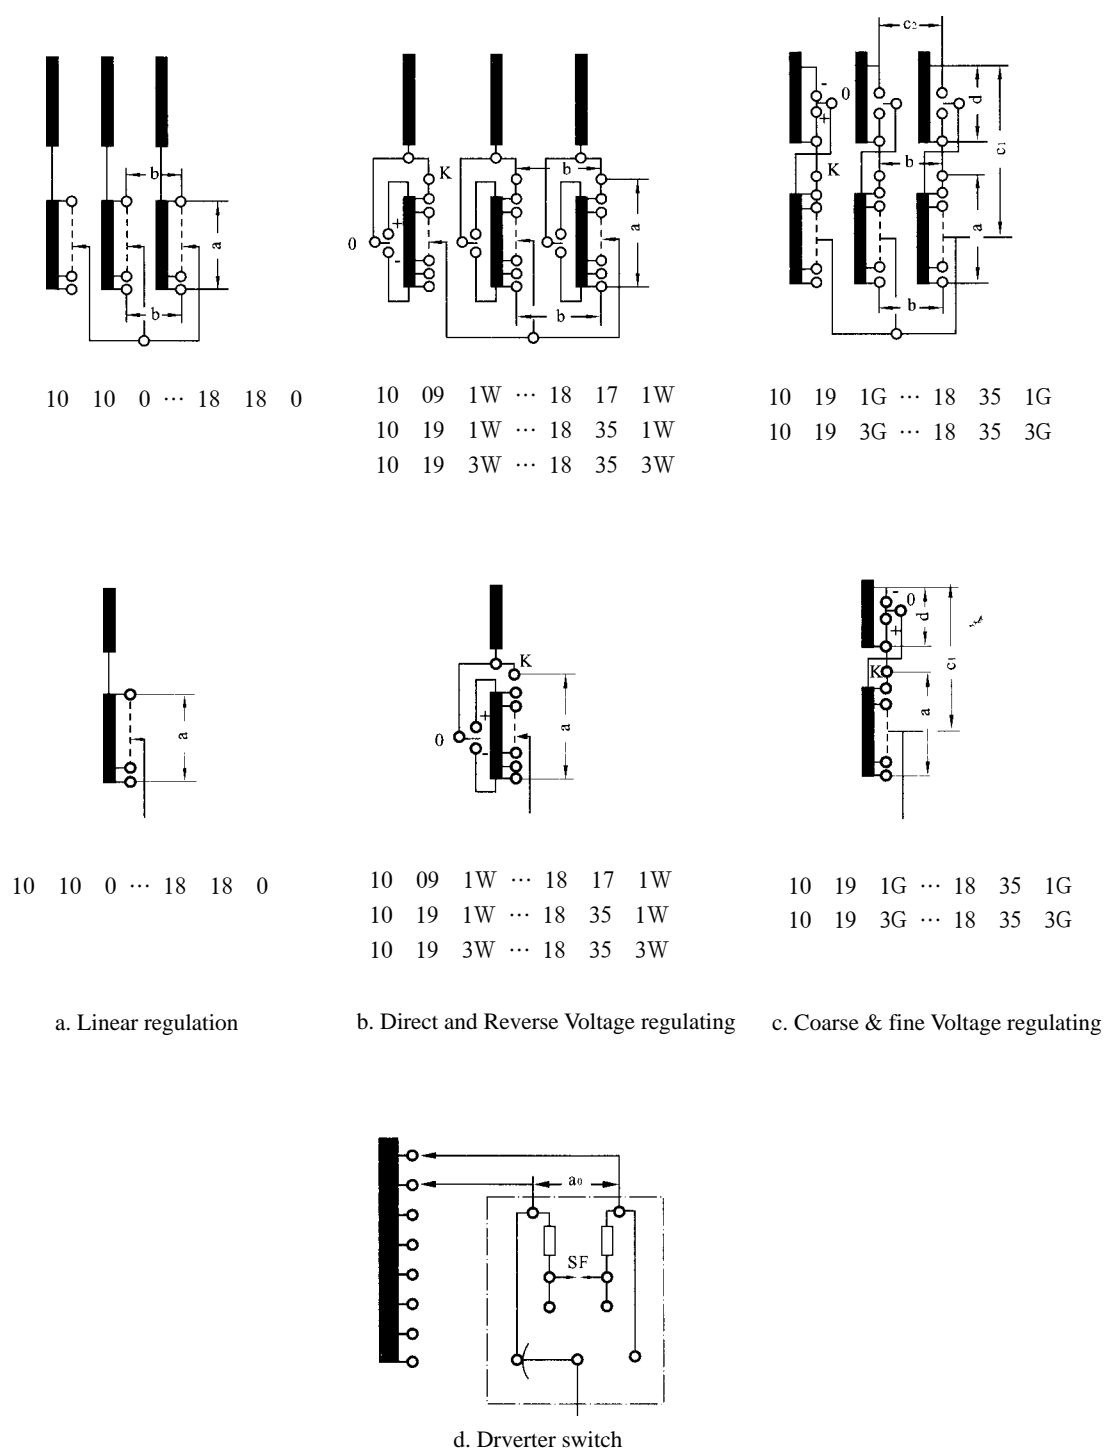 c2
b
b
a
K
0
+
-
b
b
a
-
0
+
K
b
b
d
c1
a
10 10 0 ··· 18 18 0
10 09 1W ··· 18 17 1W
10 19 1W ··· 18 35 1W
10 19 3W ··· 18 35 3W
10 19 1G ··· 18 35 1G
10 19 3G ··· 18 35 3G
a
K
0
+
-
a
-
0
+
K
d
c1
a
10 10 0 ··· 18 18 0
10 09 1W ··· 18 17 1W
10 19 1W ··· 18 35 1W
10 19 3W ··· 18 35 3W
10 19 1G ··· 18 35 1G
10 19 3G ··· 18 35 3G
a. Linear regulation
b. Direct and Reverse Voltage regulating
c. Coarse & fine Voltage regulating
a0
SF
d. Drverter switch